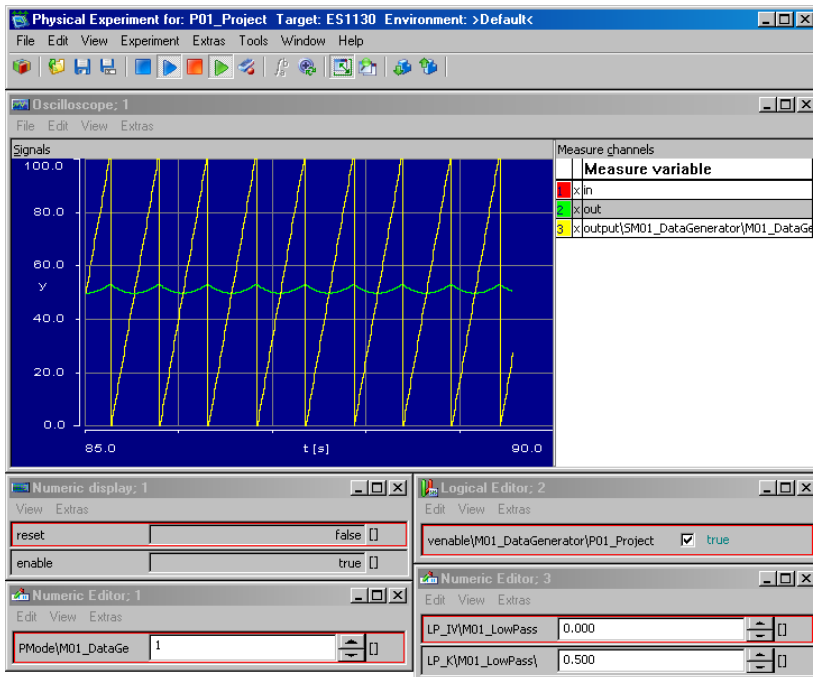 Physical Experiment for: P01_Project Target: ES1130 Environment: >Default<
File Edit View Experiment Extras Tools Window Help
Oscilloscope; 1
File Edit View Extras
Signals
100.0
80.0
60.0
y
40.0
20.0
0.0
85.0 t [s] 90.0
Measure channels
Measure variable
1 x in
2 x out
3 x output\SM01_DataGenerator\M01_DataGe
Numeric display; 1
View Extras
reset false []
enable true []
Numeric Editor; 1
Edit View Extras
PMode\M01_DataGe 1 []
Logical Editor; 2
Edit View Extras
venable\M01_DataGenerator\P01_Project true
Numeric Editor; 3
Edit View Extras
LP_IV\M01_LowPass 0.000 []
LP_K\M01_LowPass\ 0.500 []